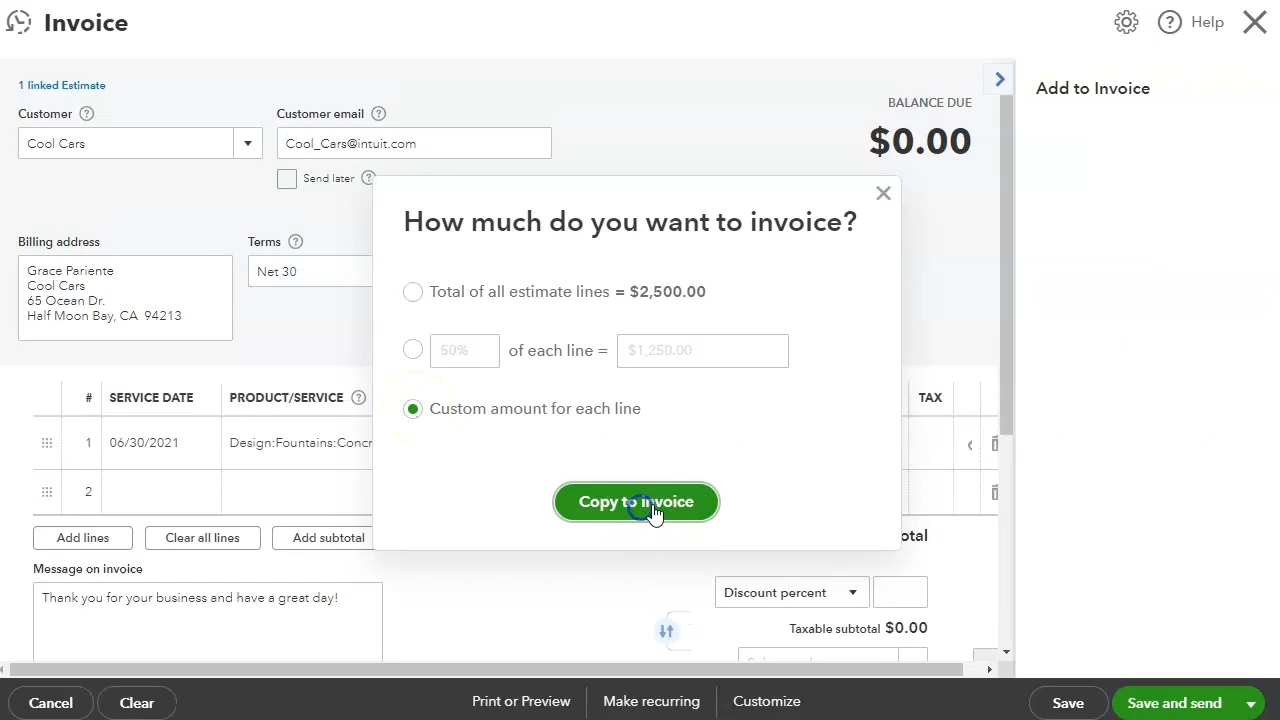 Invoice
Help
1 linked Estimate
Add to Invoice
Customer
Customer email
BALANCE DUE
Cool Cars
Cool_Cars@intuit.com
$0.00
Send later
How much do you want to invoice?
Billing address
Terms
Grace Pariente
Cool Cars
65 Ocean Dr.
Half Moon Bay, CA 94213
Net 30
Total of all estimate lines = $2,500.00
50% of each line = $1,250.00
Custom amount for each line
# SERVICE DATE PRODUCT/SERVICE TAX
1 06/30/2021 Design:Fountains:Concr
2
Copy to invoice
Add lines Clear all lines Add subtotal
otal
Message on invoice
Thank you for your business and have a great day!
Discount percent
Taxable subtotal $0.00
Cancel Clear Print or Preview Make recurring Customize Save Save and send